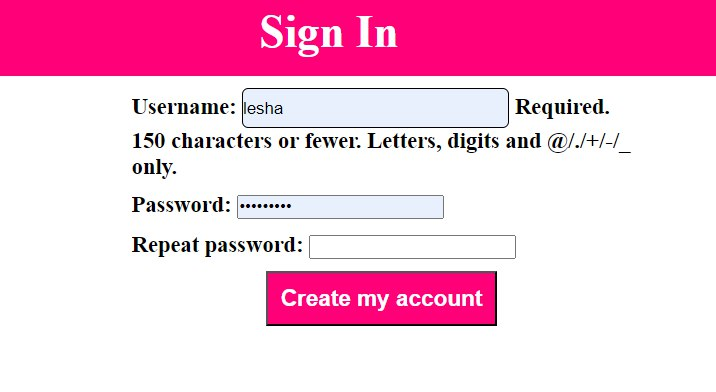 Sign In
Username: lesha Required.
150 characters or fewer. Letters, digits and @/./+/-/_
only.
Password: •••••••••
Repeat password:
Create my account